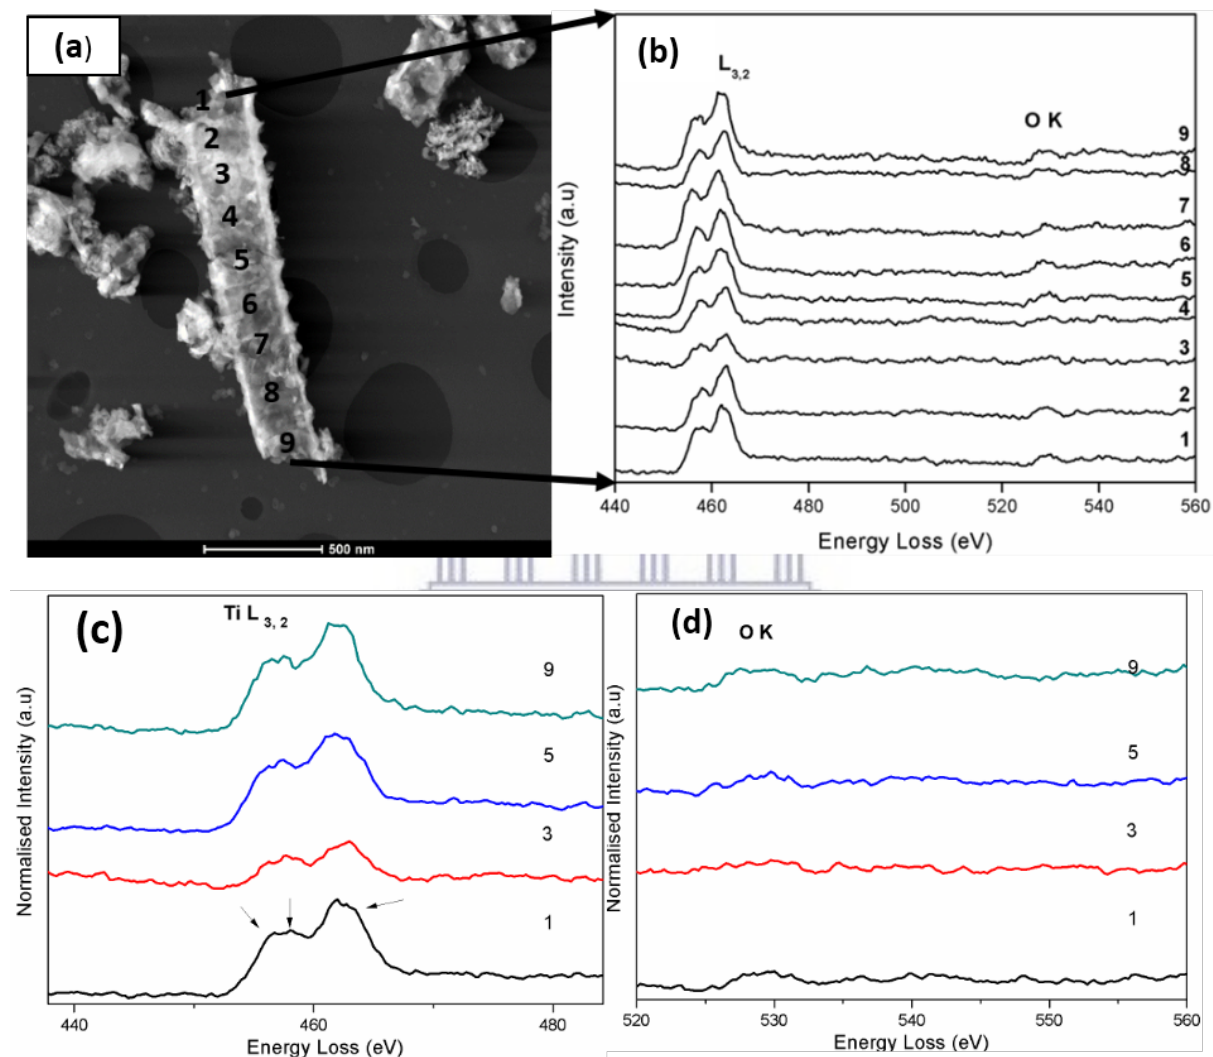 (a)
1
2
3
4
5
6
7
8
9
500 nm
(b)
L3,2
O K
9
8
7
6
5
4
3
2
1
Intensity (a.u)
440 460 480 500 520 540 560
Energy Loss (eV)
(c)
Ti L 3, 2
9
5
3
1
Normalised Intensity (a.u)
440 460 480
Energy Loss (eV)
(d)
O K
9
5
3
1
Normalised Intensity (a.u)
520 530 540 550 560
Energy Loss (eV)